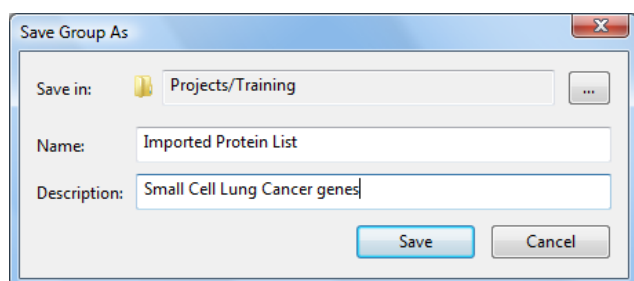 Save Group As
Save in: Projects/Training ...
Name: Imported Protein List
Description: Small Cell Lung Cancer genes
Save Cancel